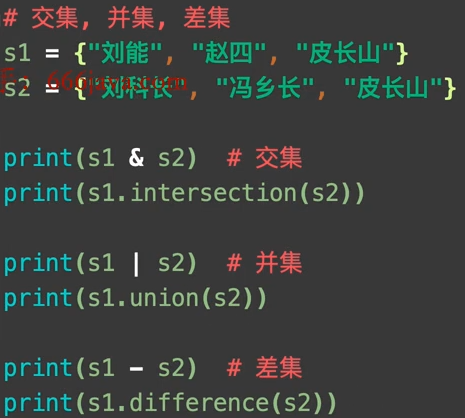 # 交集, 并集, 差集
s1 = {"刘能", "赵四", "皮长山"}
s2 = {"刘科长", "冯乡长", "皮长山"}
print(s1 & s2)  # 交集
print(s1.intersection(s2))
print(s1 | s2)  # 并集
print(s1.union(s2))
print(s1 - s2)  # 差集
print(s1.difference(s2))